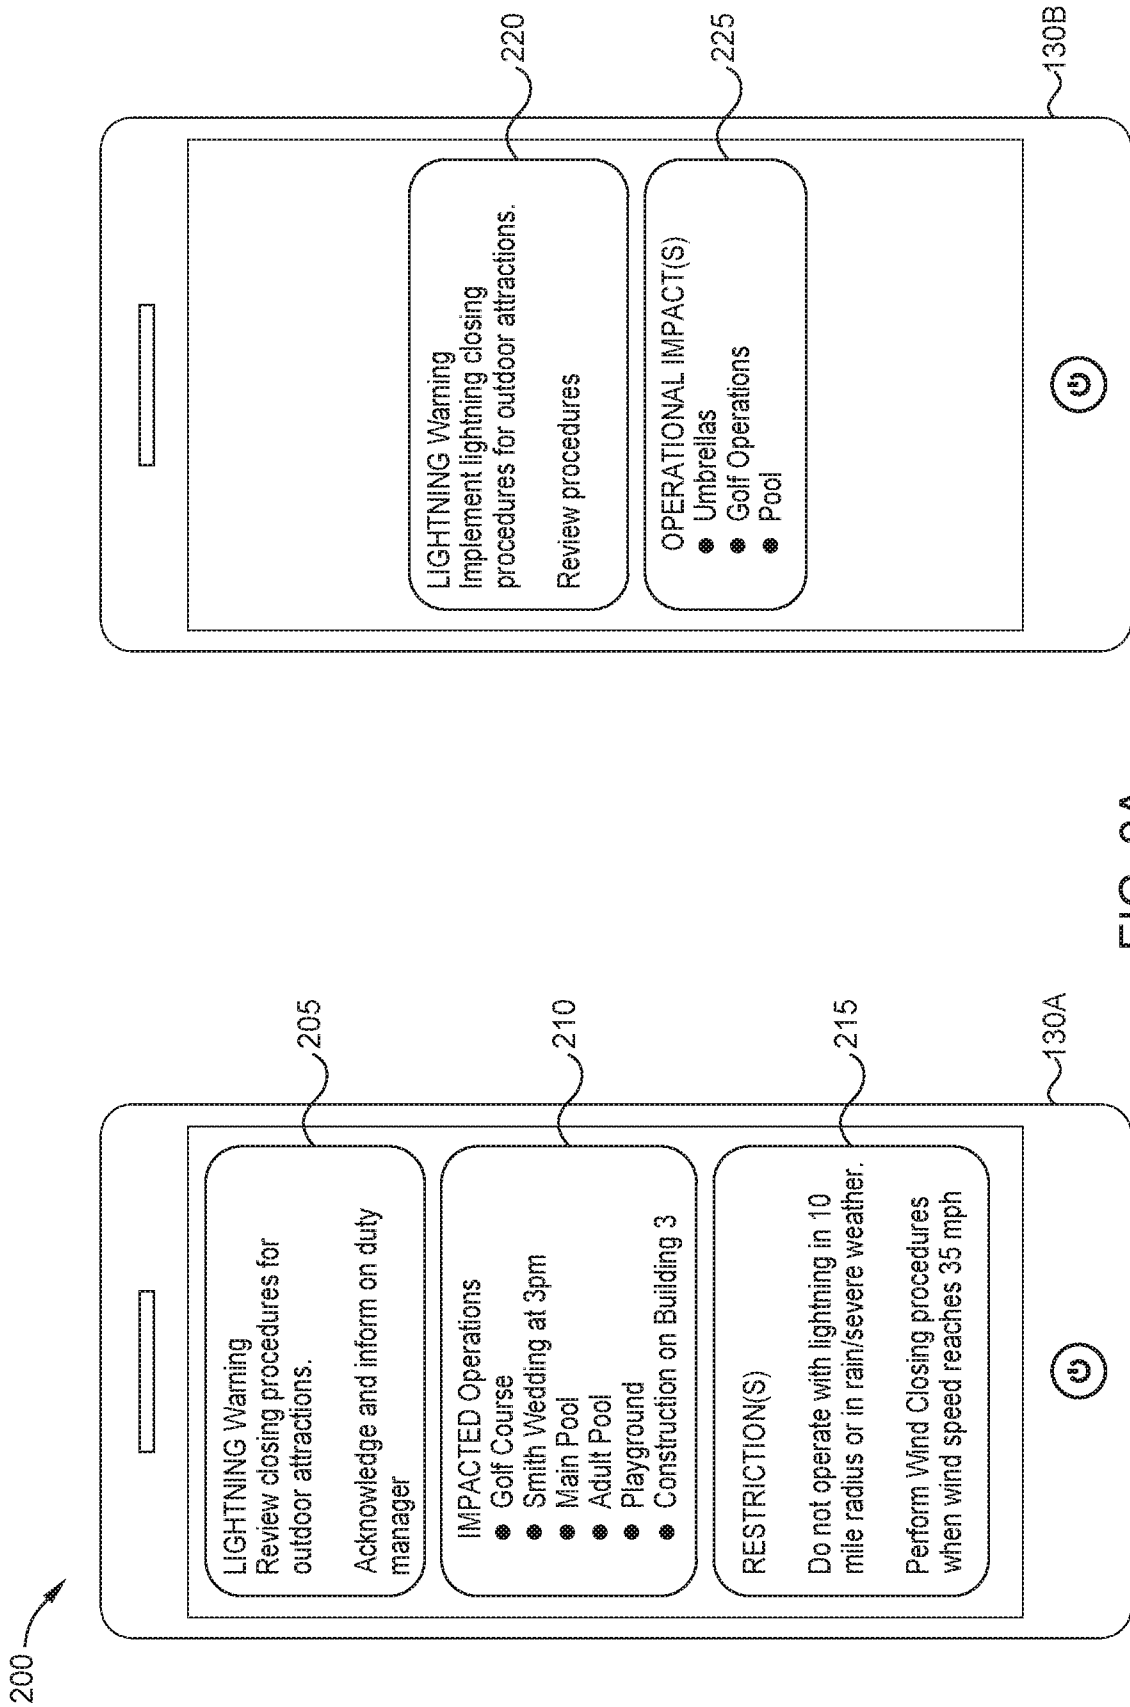 200
LIGHTNING Warning
Review closing procedures for
outdoor attractions.
Acknowledge and inform on duty
manager
205
IMPACTED Operations
● Golf Course
● Smith Wedding at 3pm
● Main Pool
● Adult Pool
● Playground
● Construction on Building 3
210
RESTRICTION(S)
Do not operate with lightning in 10
mile radius or in rain/severe weather.
Perform Wind Closing procedures
when wind speed reaches 35 mph
215
130A
LIGHTNING Warning
Implement lightning closing
procedures for outdoor attractions.
Review procedures
220
OPERATIONAL IMPACT(S)
● Umbrellas
● Golf Operations
● Pool
225
130B